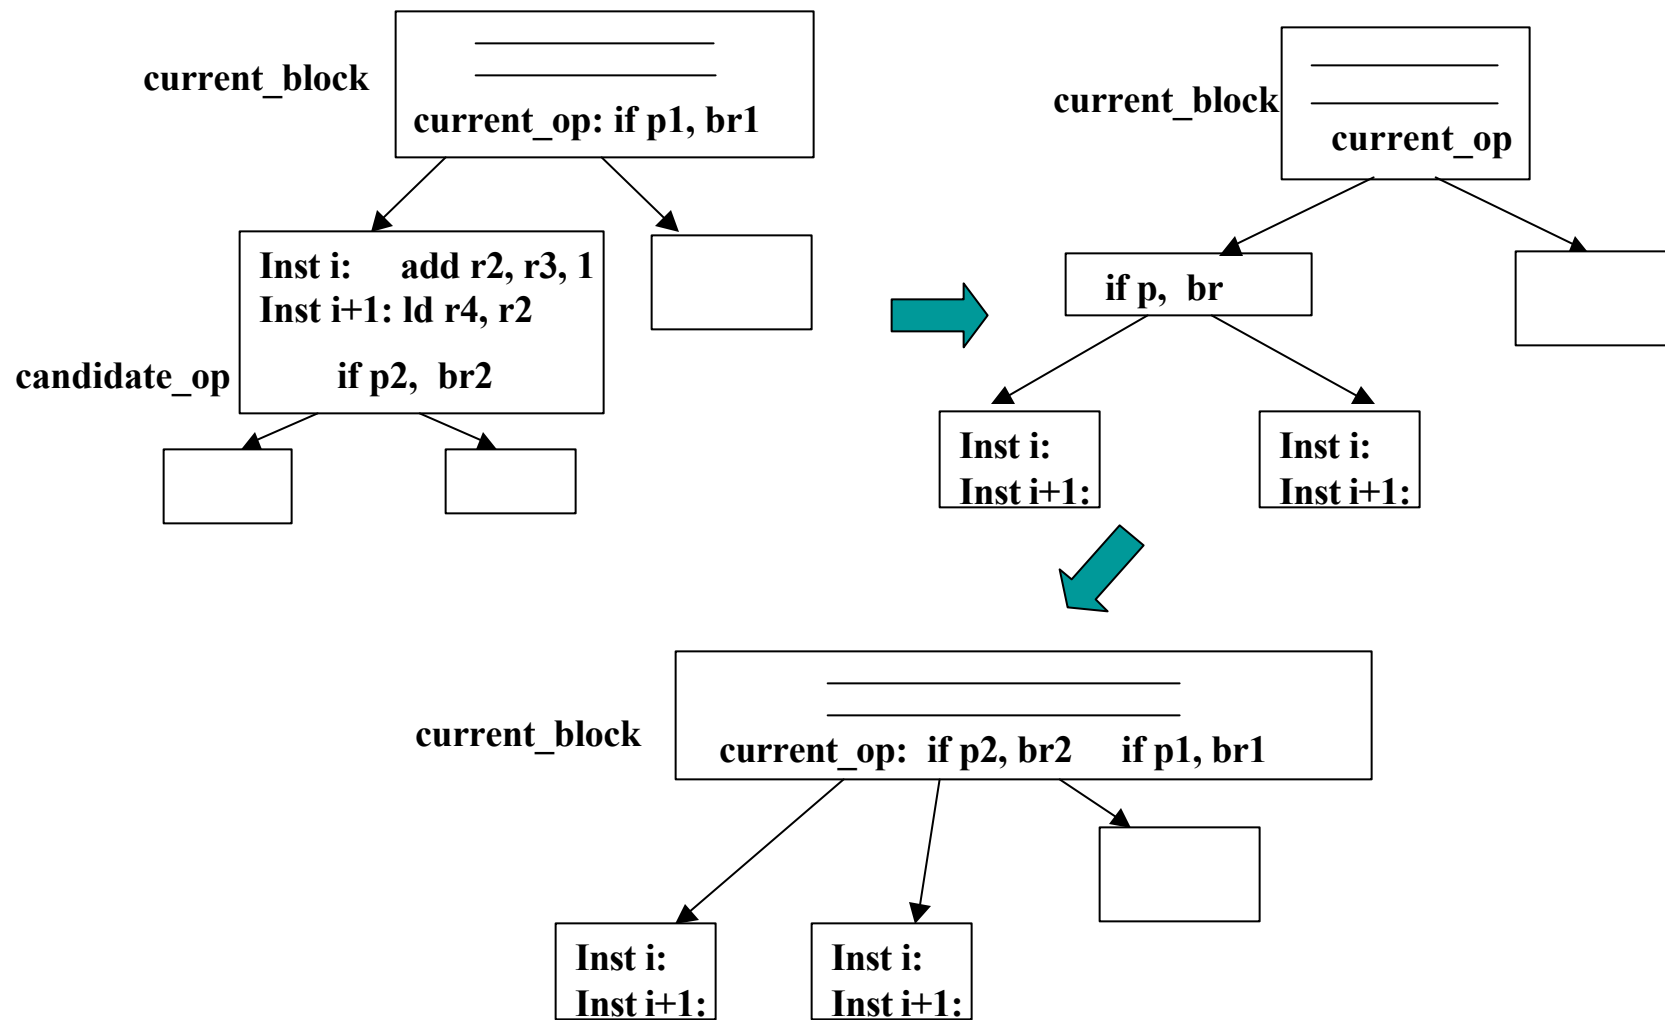 current_block
current_op: if p1, br1
Inst i: add r2, r3, 1
Inst i+1: ld r4, r2
candidate_op
if p2, br2
current_block
current_op
if p, br
Inst i:
Inst i+1:
Inst i:
Inst i+1:
current_block
current_op: if p2, br2 if p1, br1
Inst i:
Inst i+1:
Inst i:
Inst i+1: